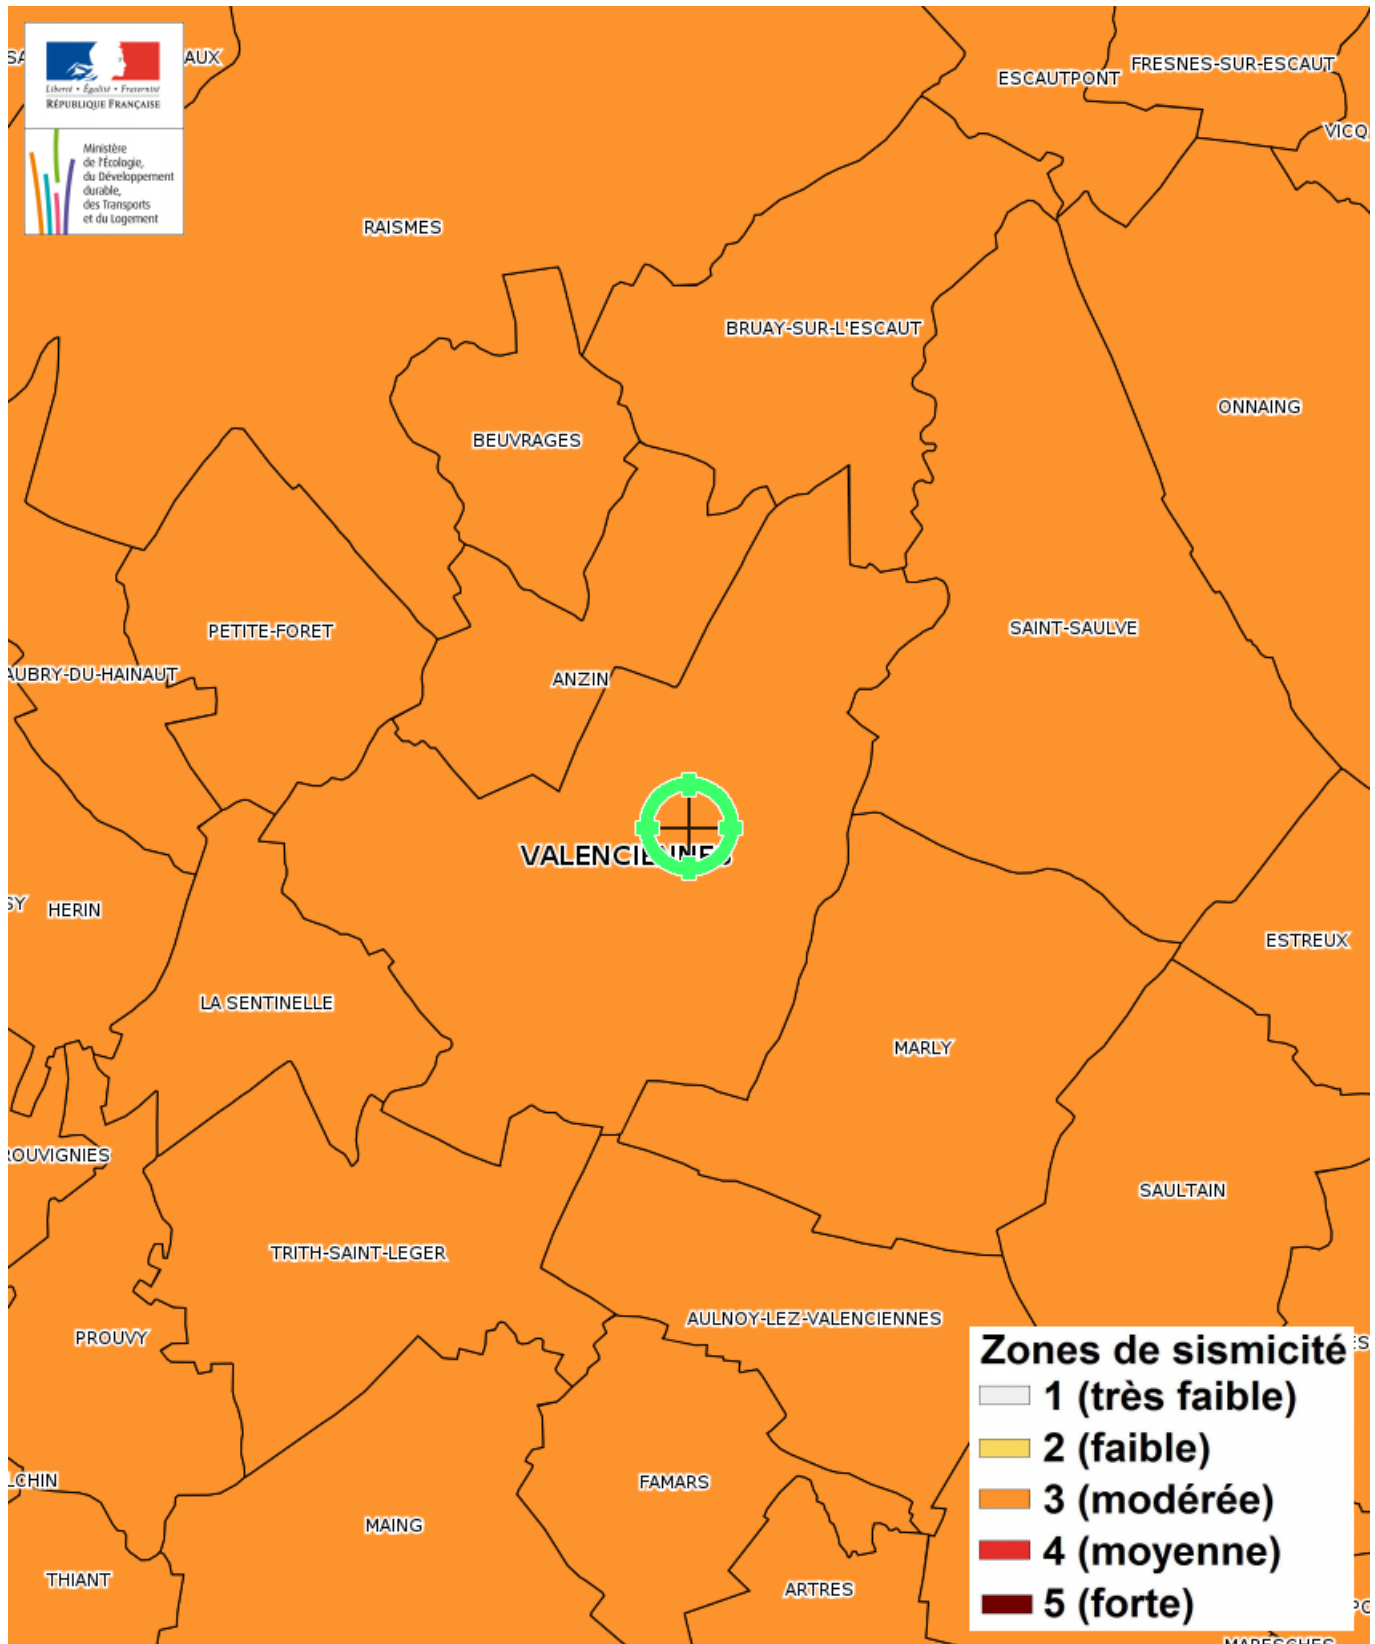 Liberté • Égalité • Fraternité
RÉPUBLIQUE FRANÇAISE
Ministère
de l'Écologie,
du Développement
durable,
des Transports
et du Logement
AUX
ESCAUTPONT
FRESNES-SUR-ESCAUT
VICQ
RAISMES
BRUAY-SUR-L'ESCAUT
ONNAING
BEUVRAGES
PETITE-FORET
SAINT-SAULVE
AUBRY-DU-HAINAUT
ANZIN
VALENCIENNES
SY
HERIN
ESTREUX
LA SENTINELLE
MARLY
ROUVIGNIES
SAULTAIN
TRITH-SAINT-LEGER
AULNOY-LEZ-VALENCIENNES
PROUVY
LCHIN
FAMARS
MAING
THIANT
ARTRES
Zones de sismicité
1 (très faible)
2 (faible)
3 (modérée)
4 (moyenne)
5 (forte)
MARESCHES